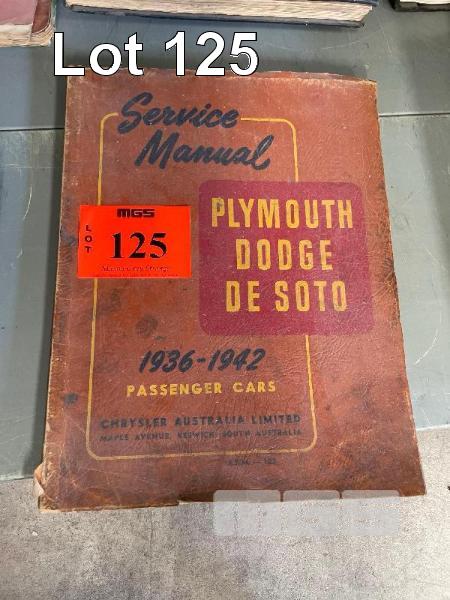 Lot 125
Service
Manual
MGS
LOT
125
PLYMOUTH
DODGE
DE SOTO
1936-1942
PASSENGER CARS
CHRYSLER AUSTRALIA LIMITED
MAPLE AVENUE, KESWICK, SOUTH AUSTRALIA